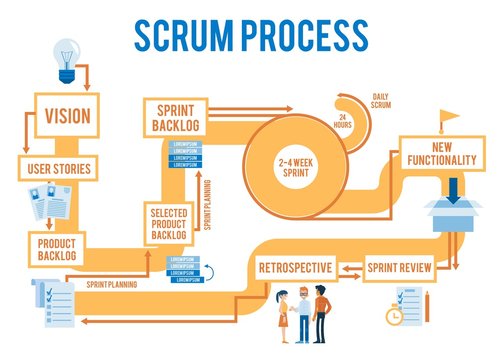 SCRUM PROCESS
VISION
USER STORIES
PRODUCT
BACKLOG
SPRINT PLANNING
SELECTED
PRODUCT
BACKLOG
LOREMIPSUM
LOREMIPSUM
LOREMIPSUM
SPRINT PLANNING
SPRINT
BACKLOG
LOREMIPSUM
LOREMIPSUM
LOREMIPSUM
LOREMIPSUM
2-4 WEEK
SPRINT
24
HOURS
DAILY
SCRUM
NEW
FUNCTIONALITY
SPRINT REVIEW
RETROSPECTIVE